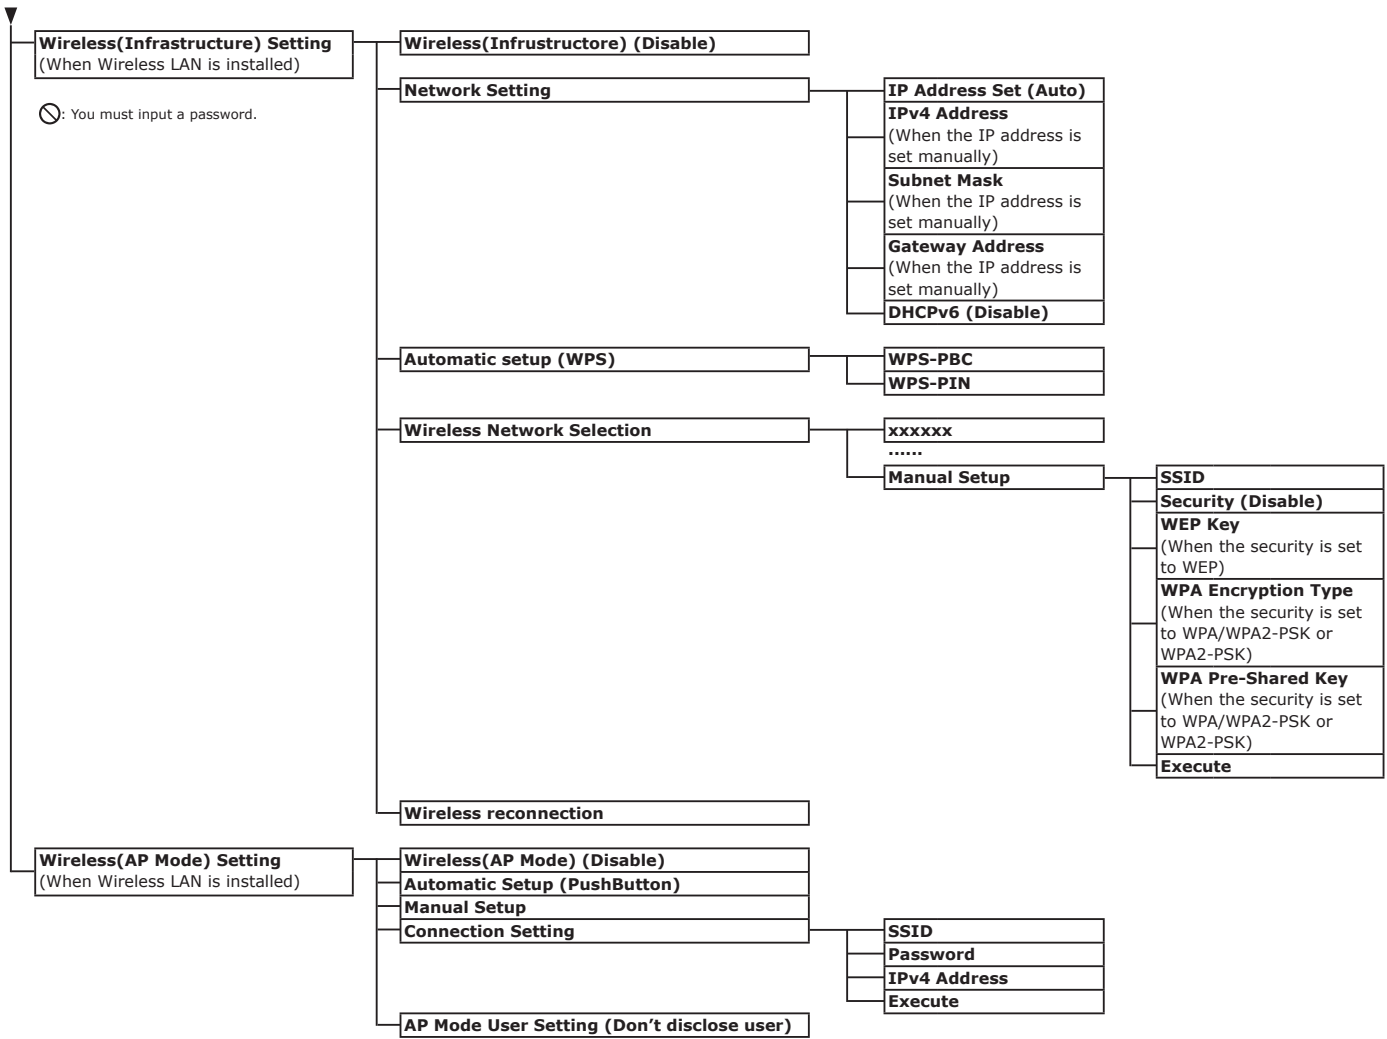 Wireless(Infrastructure) Setting
(When Wireless LAN is installed)
: You must input a password.
Wireless(Infrustructore) (Disable)
Network Setting
IP Address Set (Auto)
IPv4 Address
(When the IP address is
set manually)
Subnet Mask
(When the IP address is
set manually)
Gateway Address
(When the IP address is
set manually)
DHCPv6 (Disable)
Automatic setup (WPS)
WPS-PBC
WPS-PIN
Wireless Network Selection
xxxxxx
......
Manual Setup
SSID
Security (Disable)
WEP Key
(When the security is set
to WEP)
WPA Encryption Type
(When the security is set
to WPA/WPA2-PSK or
WPA2-PSK)
WPA Pre-Shared Key
(When the security is set
to WPA/WPA2-PSK or
WPA2-PSK)
Execute
Wireless reconnection
Wireless(AP Mode) Setting
(When Wireless LAN is installed)
Wireless(AP Mode) (Disable)
Automatic Setup (PushButton)
Manual Setup
Connection Setting
SSID
Password
IPv4 Address
Execute
AP Mode User Setting (Don't disclose user)